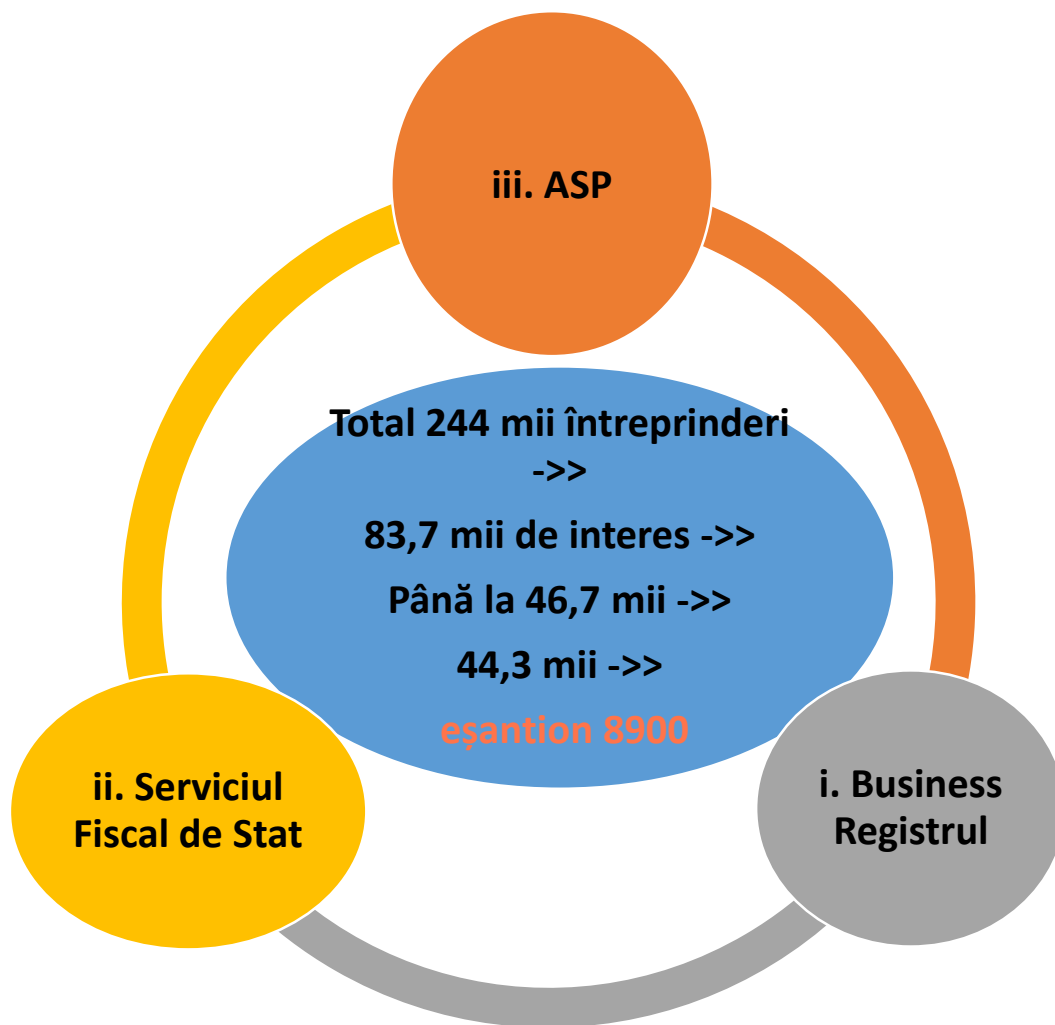 iii. ASP
Total 244 mii întreprinderi
->>
83,7 mii de interes ->>
Până la 46,7 mii ->>
44,3 mii ->>
eșantion 8900
ii. Serviciul
Fiscal de Stat
i. Business
Registrul